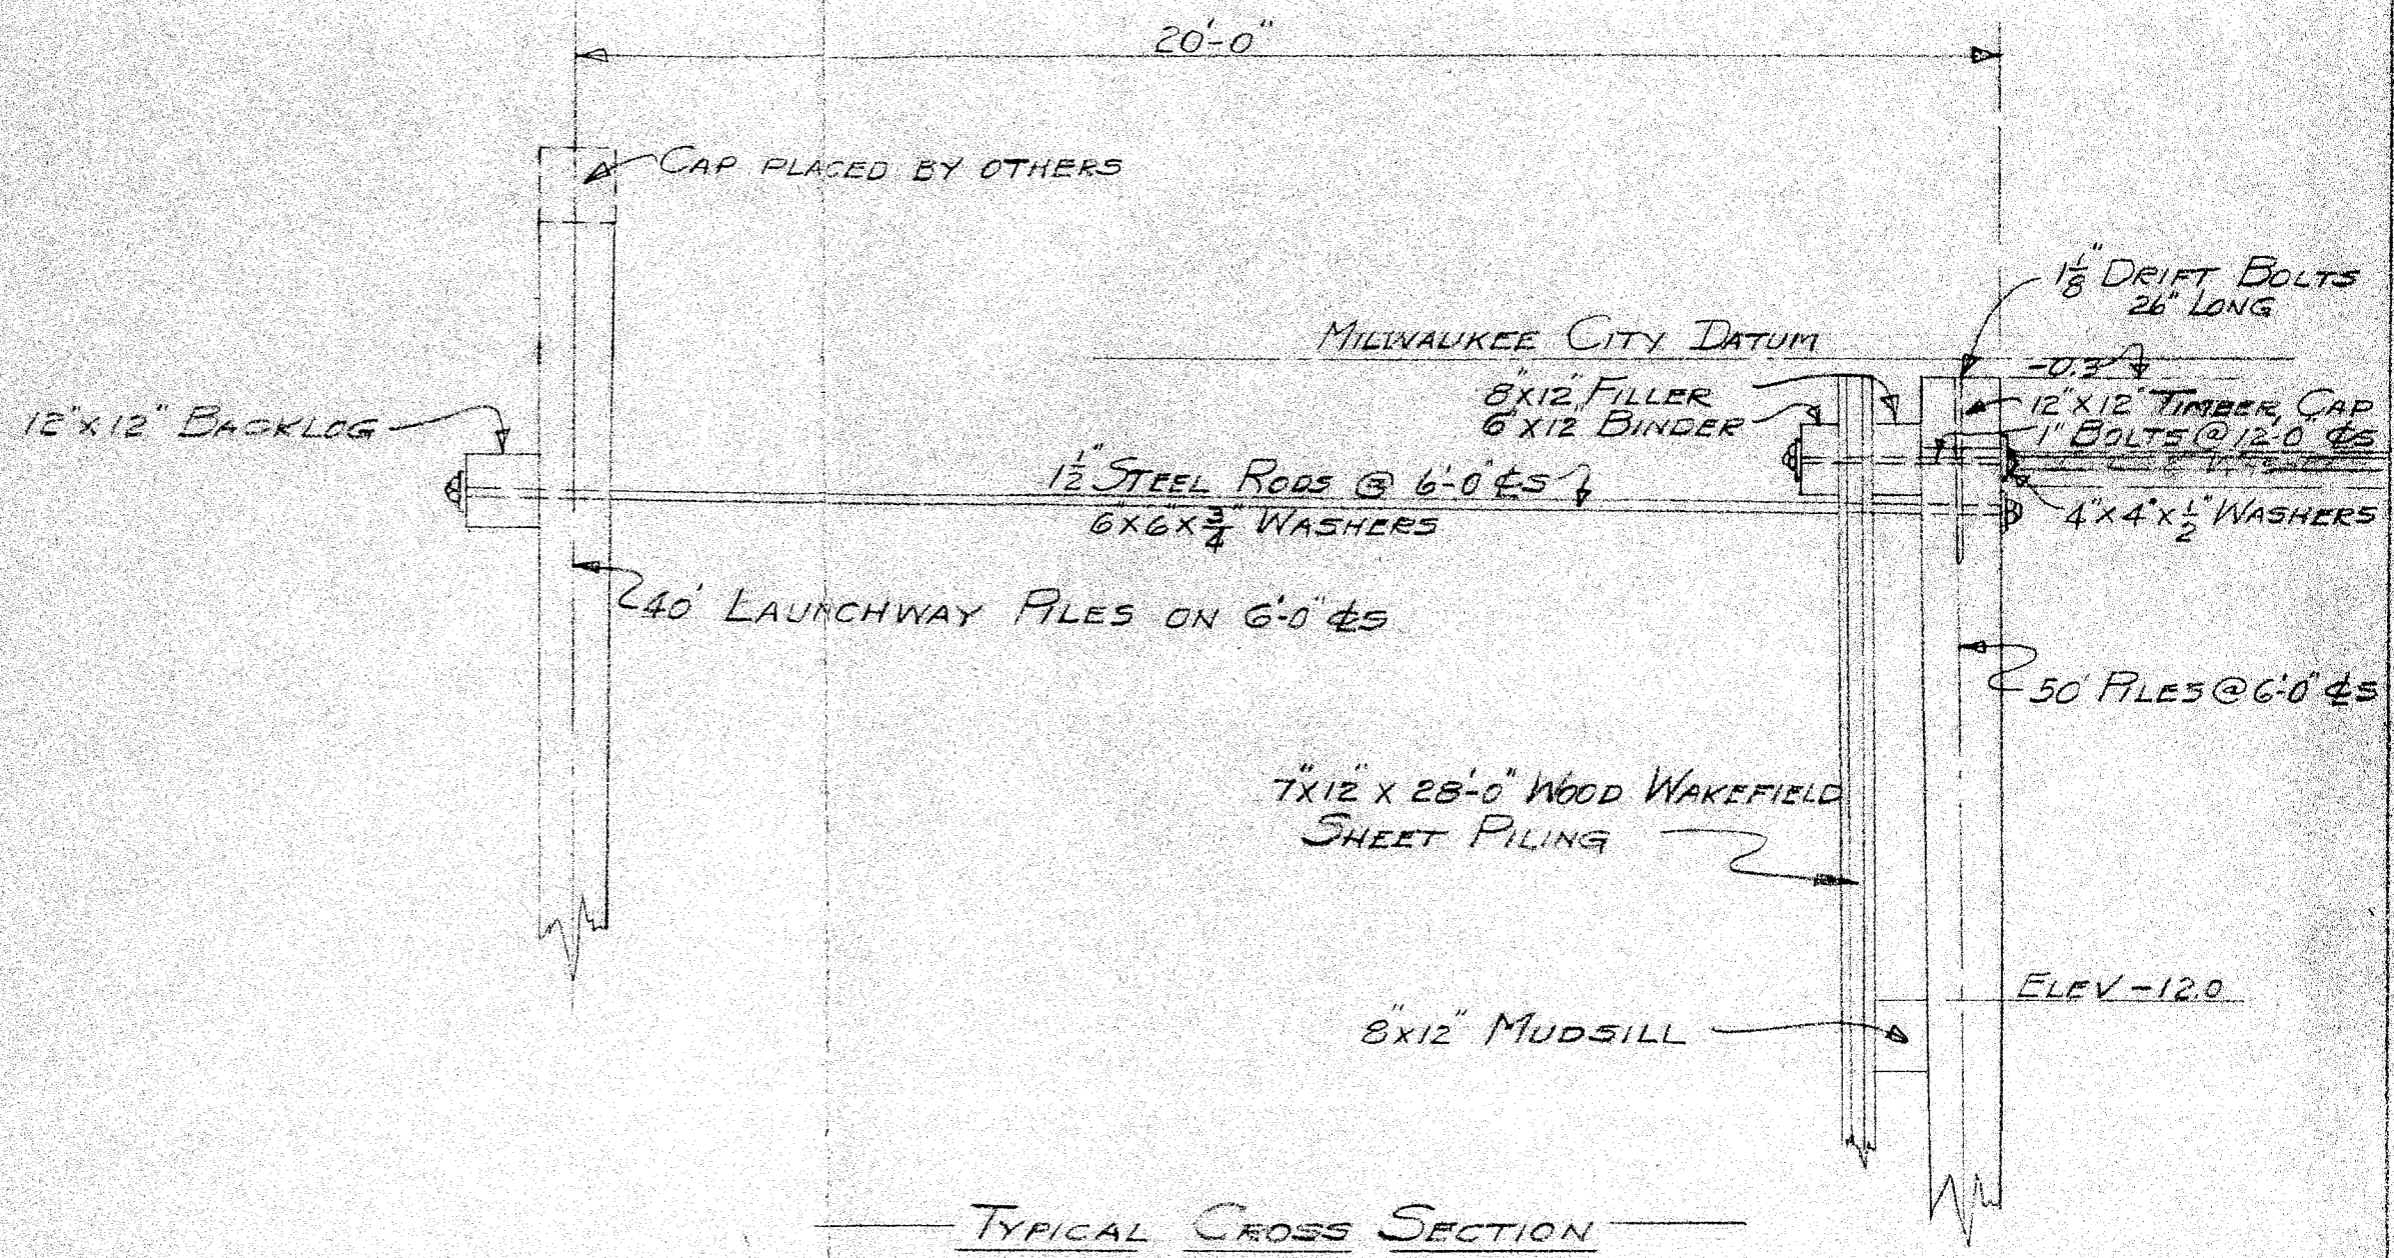 20'-0"
CAP PLACED BY OTHERS
1 1/8" DRIFT BOLTS
26" LONG
MILWAUKEE CITY DATUM
-0.3
8"x12" FILLER
12"x12" TIMBER CAP
12"x12" BACKLOG
6"x12" BINDER
1" BOLTS @ 12'-0" ℄S
1 1/2" STEEL RODS @ 6'-0" ℄S
6"x6"x3/4" WASHERS
4"x4"x1/2" WASHERS
40' LAUNCHWAY PILES ON 6'-0" ℄S
50' PILES @ 6'-0" ℄S
7"x12" x 28'-0" WOOD WAKEFIELD
SHEET PILING
ELEV -12.0
8"x12" MUDSILL
TYPICAL CROSS SECTION